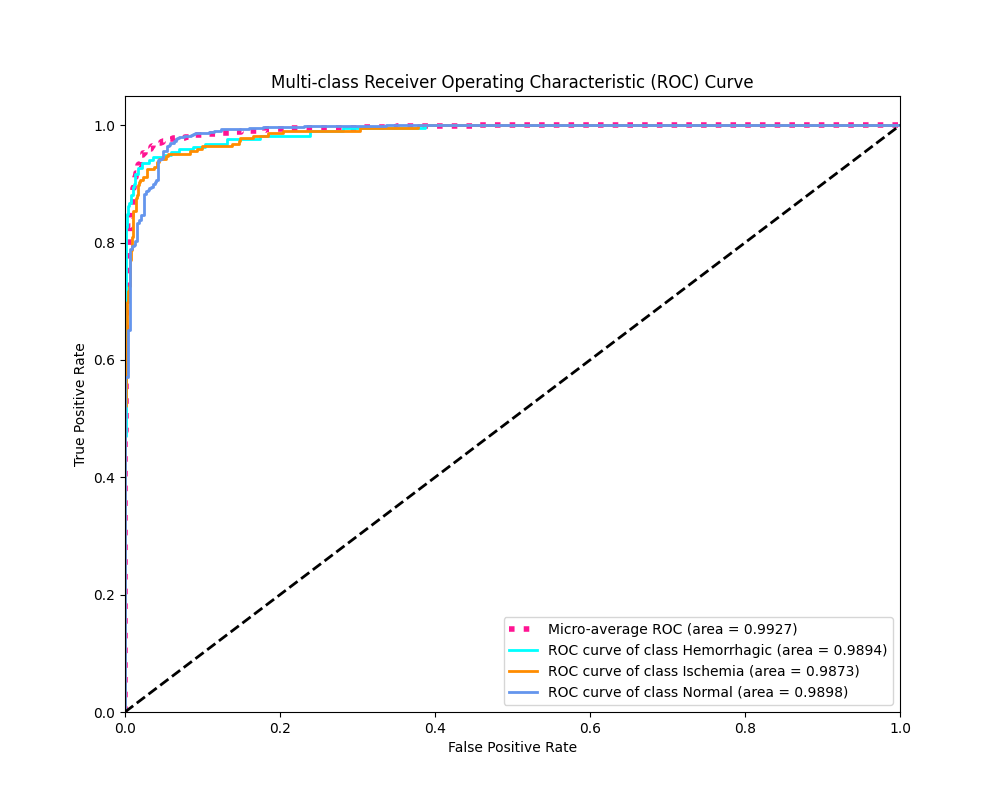 Multi-class Receiver Operating Characteristic (ROC) Curve
True Positive Rate
1.0
0.8
0.6
0.4
0.2
0.0
0.0 0.2 0.4 0.6 0.8 1.0
False Positive Rate
Micro-average ROC (area = 0.9927)
ROC curve of class Hemorrhagic (area = 0.9894)
ROC curve of class Ischemia (area = 0.9873)
ROC curve of class Normal (area = 0.9898)